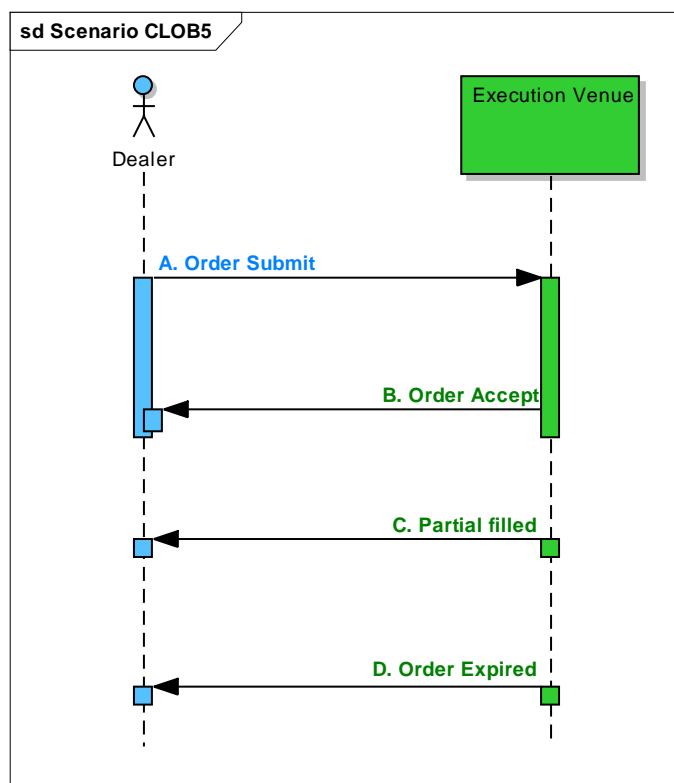 sd Scenario CLOB5
Execution Venue
Dealer
A. Order Submit
B. Order Accept
C. Partial filled
D. Order Expired